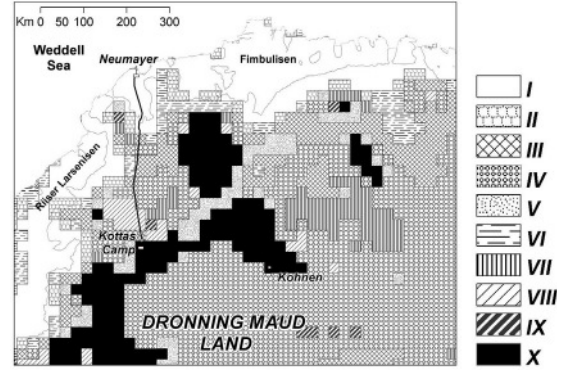 Km 0 50 100 200 300
Weddell
Sea
Neumayer
Fimbulisen
Riiser Larsenisen
Kottas
Camp
Kohnen
DRONNING MAUD
LAND
I
II
III
IV
V
VI
VII
VIII
IX
X